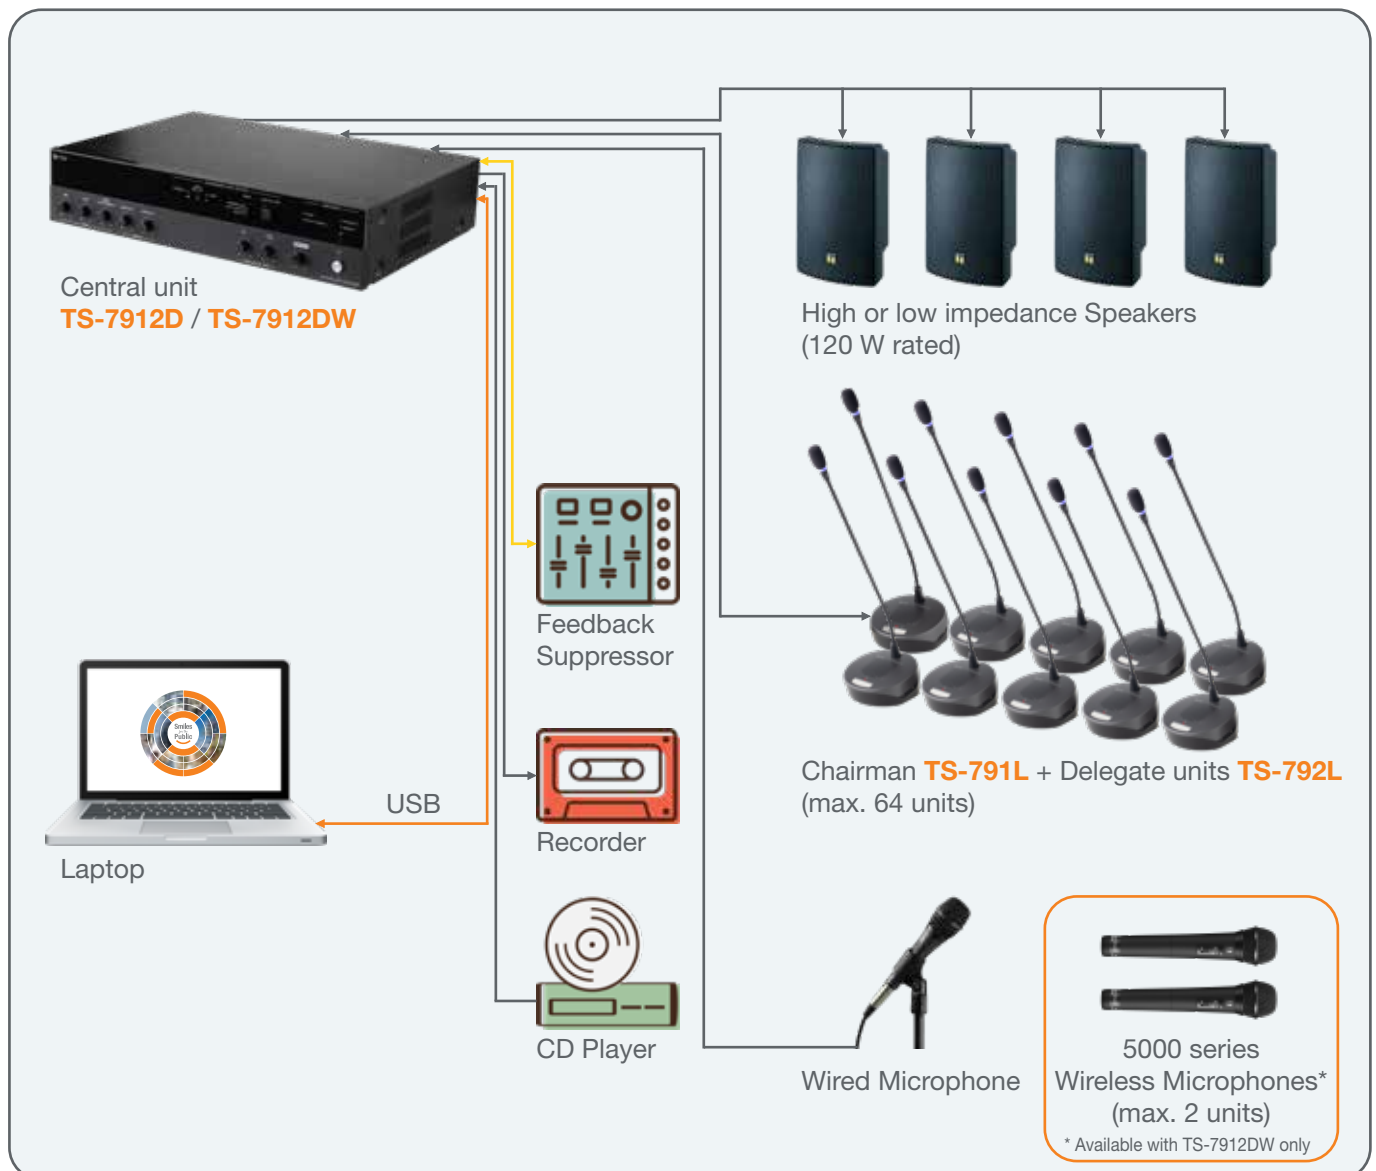 Central unit
TS-7912D / TS-7912DW
High or low impedance Speakers
(120 W rated)
Feedback
Suppressor
Smiles
Public
USB
Laptop
Chairman TS-791L + Delegate units TS-792L
(max. 64 units)
Recorder
CD Player
Wired Microphone
5000 series
Wireless Microphones*
(max. 2 units)
* Available with TS-7912DW only